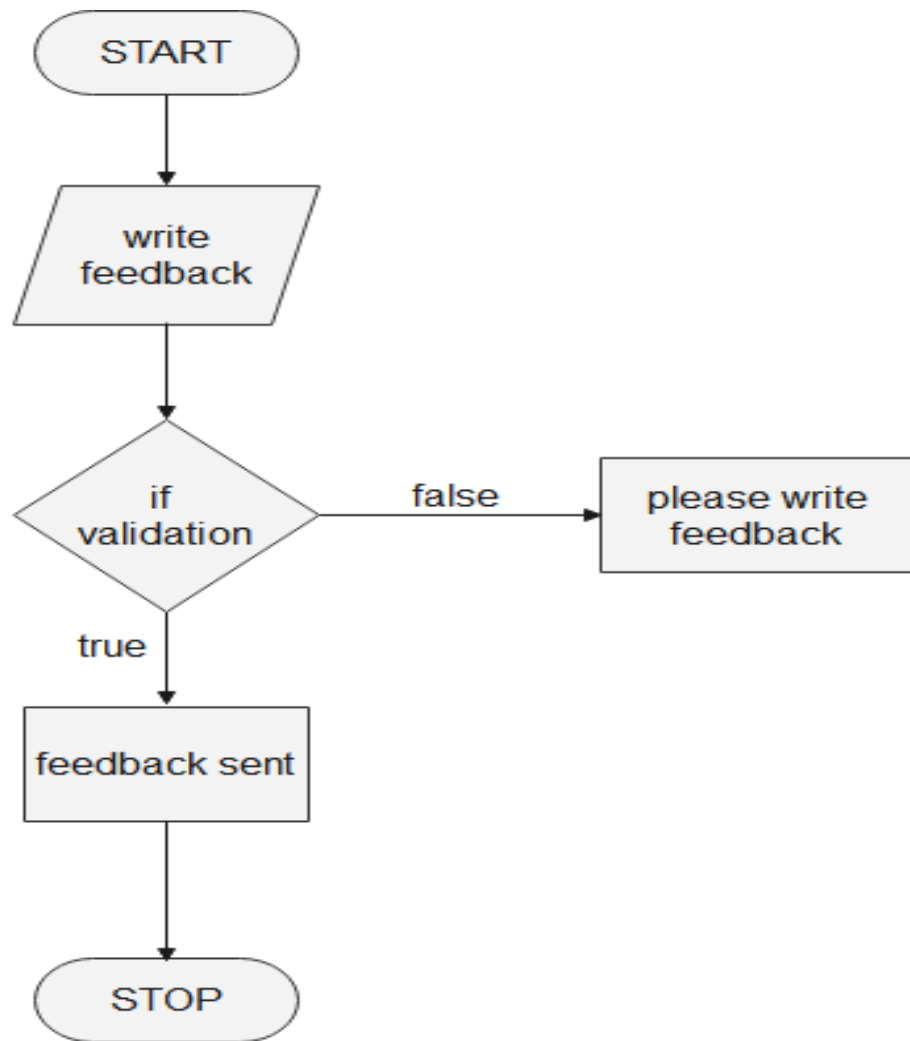 START
write
feedback
if
validation
false
please write
feedback
true
feedback sent
STOP